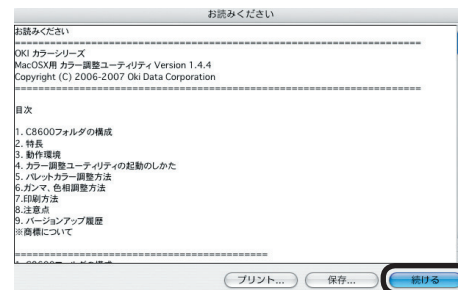 お読みください
お読みください
==========================================================
OKI カラーシリーズ
MacOSX用 カラー調整ユーティリティ Version 1.4.4
Copyright (C) 2006-2007 Oki Data Corporation
==========================================================
目次
1. C8600フォルダの構成
2. 特長
3. 動作環境
4. カラー調整ユーティリティの起動のしかた
5. パレットカラー調整方法
6.ガンマ、色相調整方法
7.印刷方法
8.注意点
9. バージョンアップ履歴
※商標について
====================================
プリント...
保存...
続ける